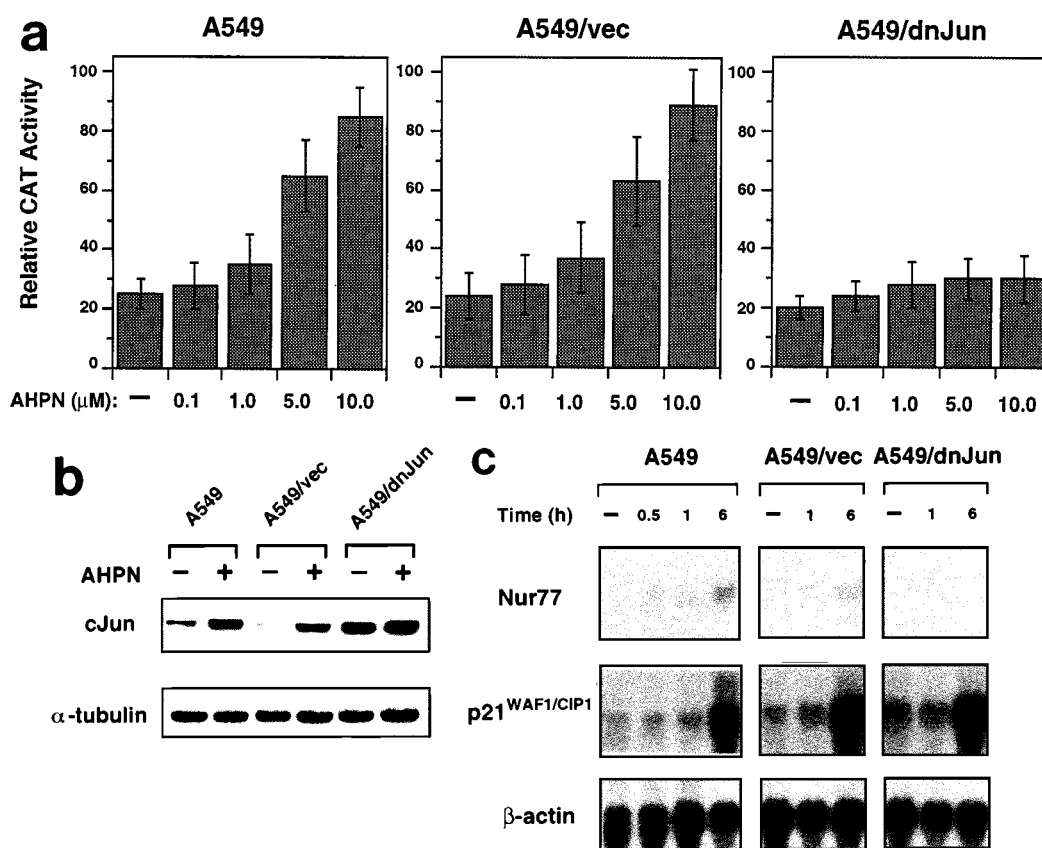 a
A549
A549/vec
A549/dnJun
Relative CAT Activity
100
80
60
40
20
0
100
80
60
40
20
0
100
80
60
40
20
0
AHPN (μM): — 0.1 1.0 5.0 10.0 — 0.1 1.0 5.0 10.0 — 0.1 1.0 5.0 10.0
b
A549
A549/vec
A549/dnJun
AHPN – + – + – +
cJun
α-tubulin
c
A549
A549/vec
A549/dnJun
Time (h) – 0.5 1 6 – 1 6 – 1 6
Nur77
p21WAF1/CIP1
β-actin